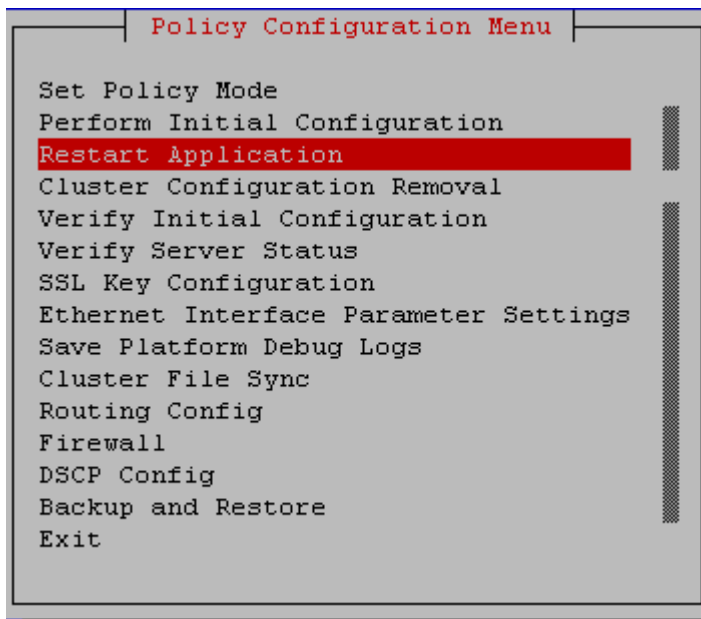 Policy Configuration Menu
Set Policy Mode
Perform Initial Configuration
Restart Application
Cluster Configuration Removal
Verify Initial Configuration
Verify Server Status
SSL Key Configuration
Ethernet Interface Parameter Settings
Save Platform Debug Logs
Cluster File Sync
Routing Config
Firewall
DSCP Config
Backup and Restore
Exit